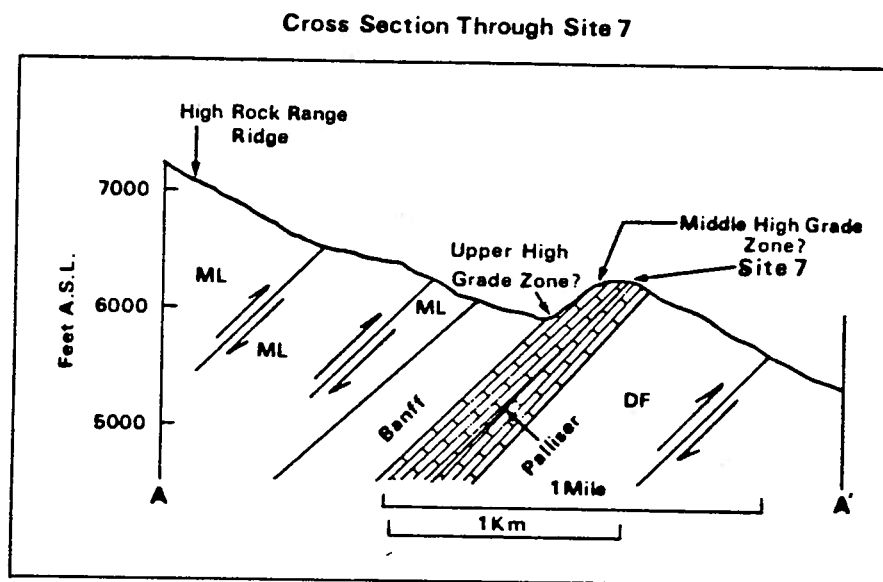 Cross Section Through Site 7
High Rock Range
Ridge
7000
6000
5000
Feet A.S.L.
Middle High Grade
Zone?
Site 7
Upper High
Grade Zone?
ML
ML
ML
Banff
Palliser
DF
A
A'
1 Mile
1 Km